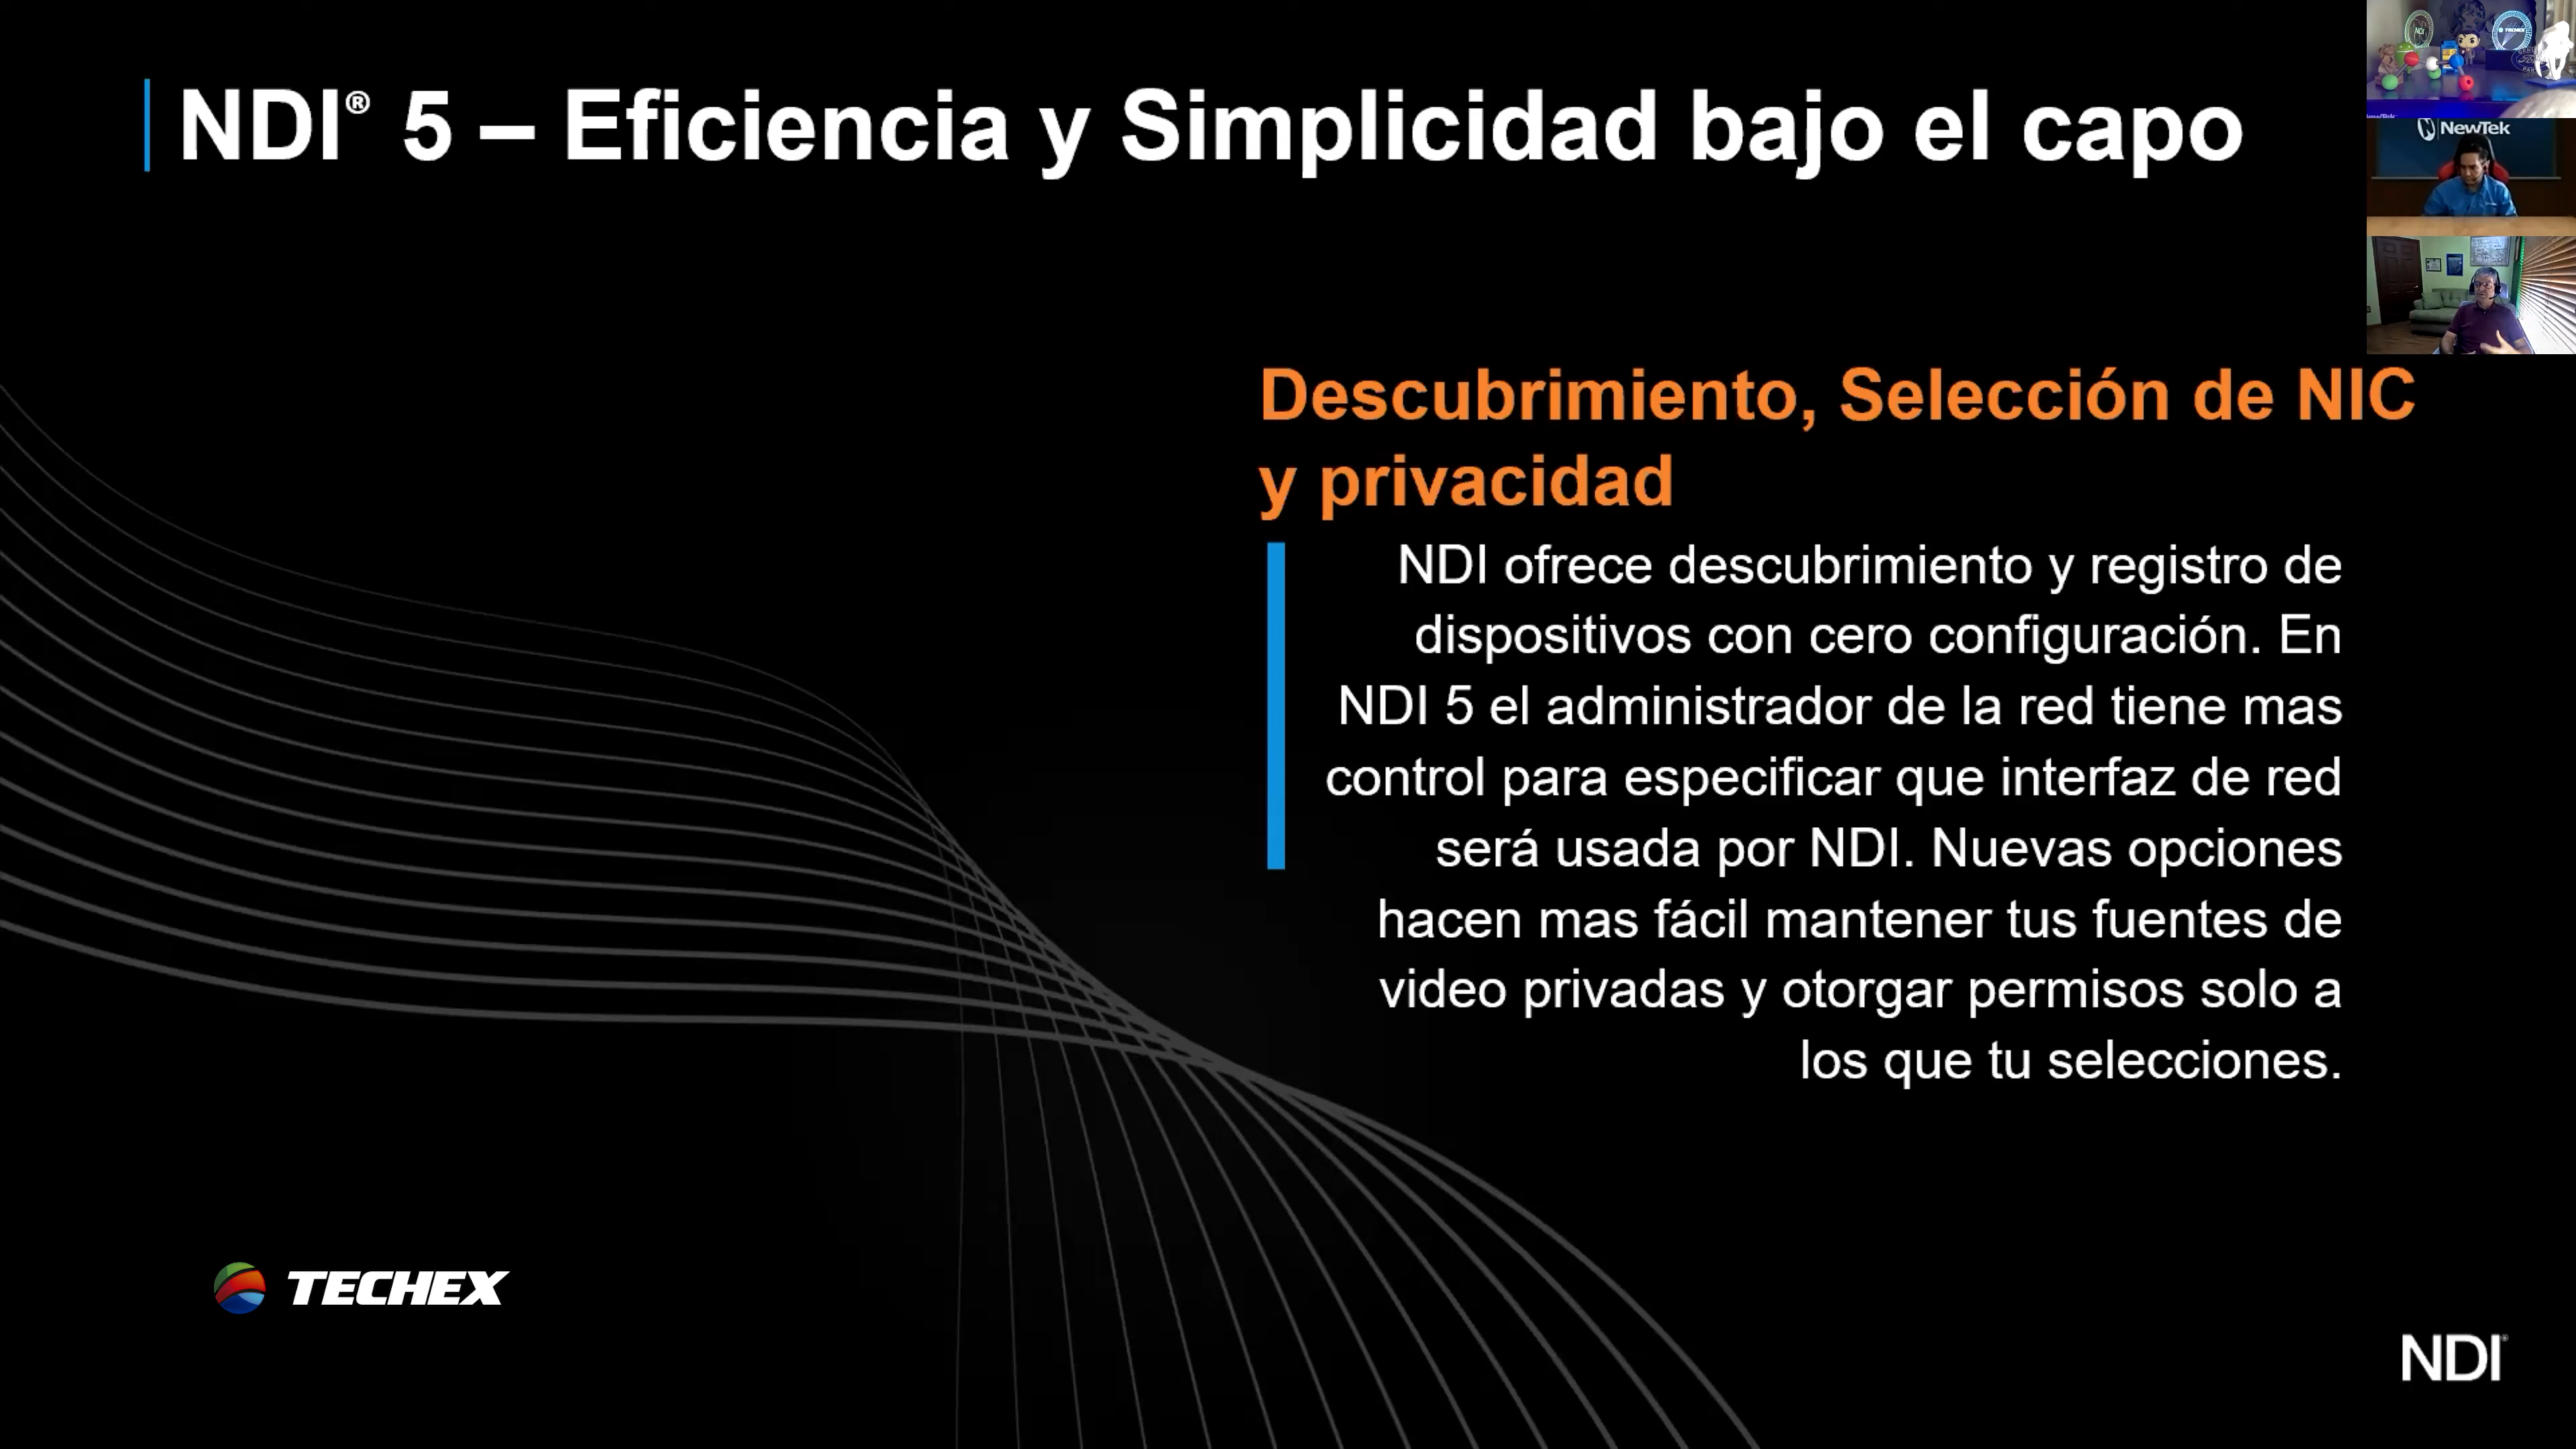 NDI® 5 – Eficiencia y Simplicidad bajo el capo
NewTek
Descubrimiento, Selección de NIC
y privacidad
NDI ofrece descubrimiento y registro de
dispositivos con cero configuración. En
NDI 5 el administrador de la red tiene mas
control para especificar que interfaz de red
será usada por NDI. Nuevas opciones
hacen mas fácil mantener tus fuentes de
video privadas y otorgar permisos solo a
los que tu selecciones.
TECHEX
NDI